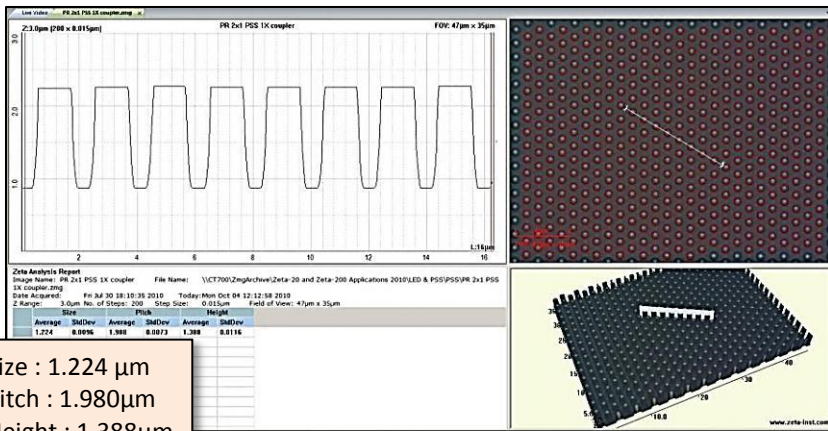 Live Video PR 2x1 PSS 1X coupler.zmg x
Z:3.0µm (200 x 0.015µm) PR 2x1 PSS 1X coupler FOV: 47µm x 35µm
3.0
2.0
1.0
L:16µm
2 4 6 8 10 12 14 16
Zeta Analysis Report
Image Name: PR 2x1 PSS 1X coupler File Name: \\CT700\ZmgArchive\Zeta-20 and Zeta-200 Applications 2010\LED & PSS\PSS\PR 2x1 PSS
1X coupler.zmg
Date Acquired: Fri Jul 30 18:10:35 2010 Today: Mon Oct 04 12:12:58 2010
Z Range: 3.0µm No. of Steps: 200 Step Size: 0.015µm Field of View: 47µm x 35µm
Size Pitch Height
Average StdDev Average StdDev Average StdDev
1.224 0.0096 1.980 0.0073 1.388 0.0116
ize : 1.224 µm
itch : 1.980µm
eight : 1.388µm
10.0 20 30 40
www.zeta-inst.com